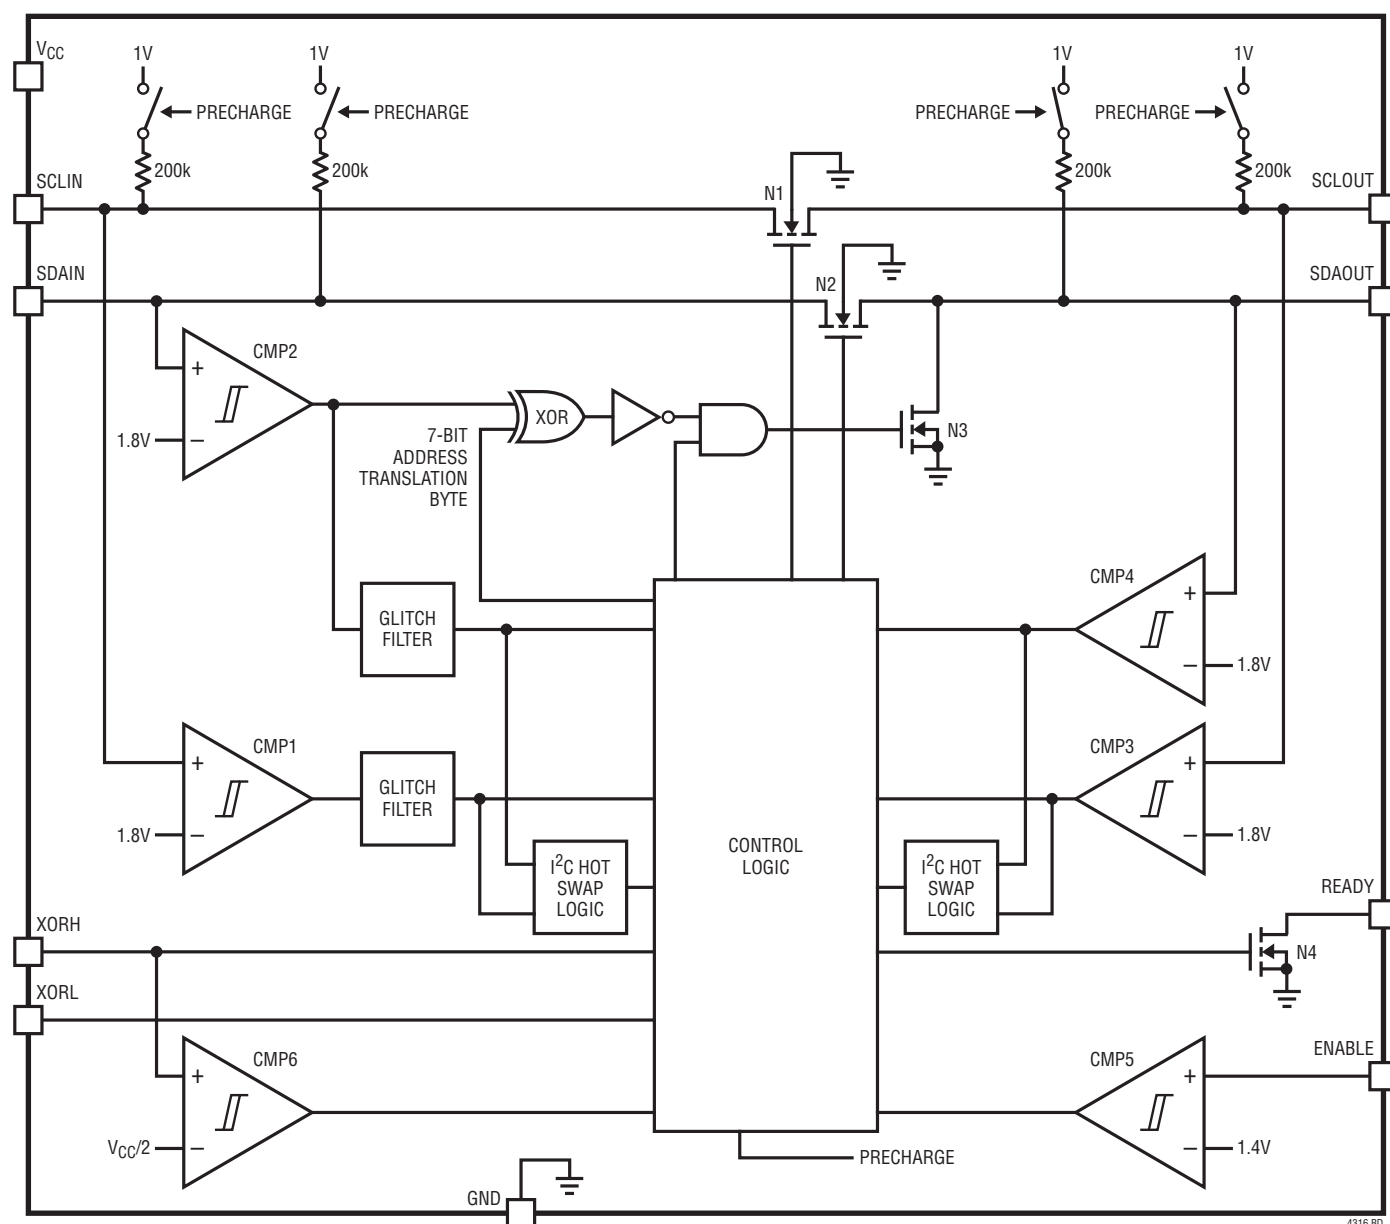 VCC
1V
1V
1V
1V
PRECHARGE
PRECHARGE
PRECHARGE
PRECHARGE
200k
200k
200k
200k
SCLIN
N1
SCLOUT
SDAIN
N2
SDAOUT
CMP2
+
1.8V
–
XOR
7-BIT
ADDRESS
TRANSLATION
BYTE
N3
GLITCH
FILTER
CMP4
+
–
1.8V
CMP1
+
1.8V
–
GLITCH
FILTER
CMP3
+
–
1.8V
CONTROL
LOGIC
I2C HOT
SWAP
LOGIC
I2C HOT
SWAP
LOGIC
READY
XORH
N4
XORL
CMP6
+
VCC/2
–
CMP5
ENABLE
+
–
1.4V
PRECHARGE
GND
4316 BD